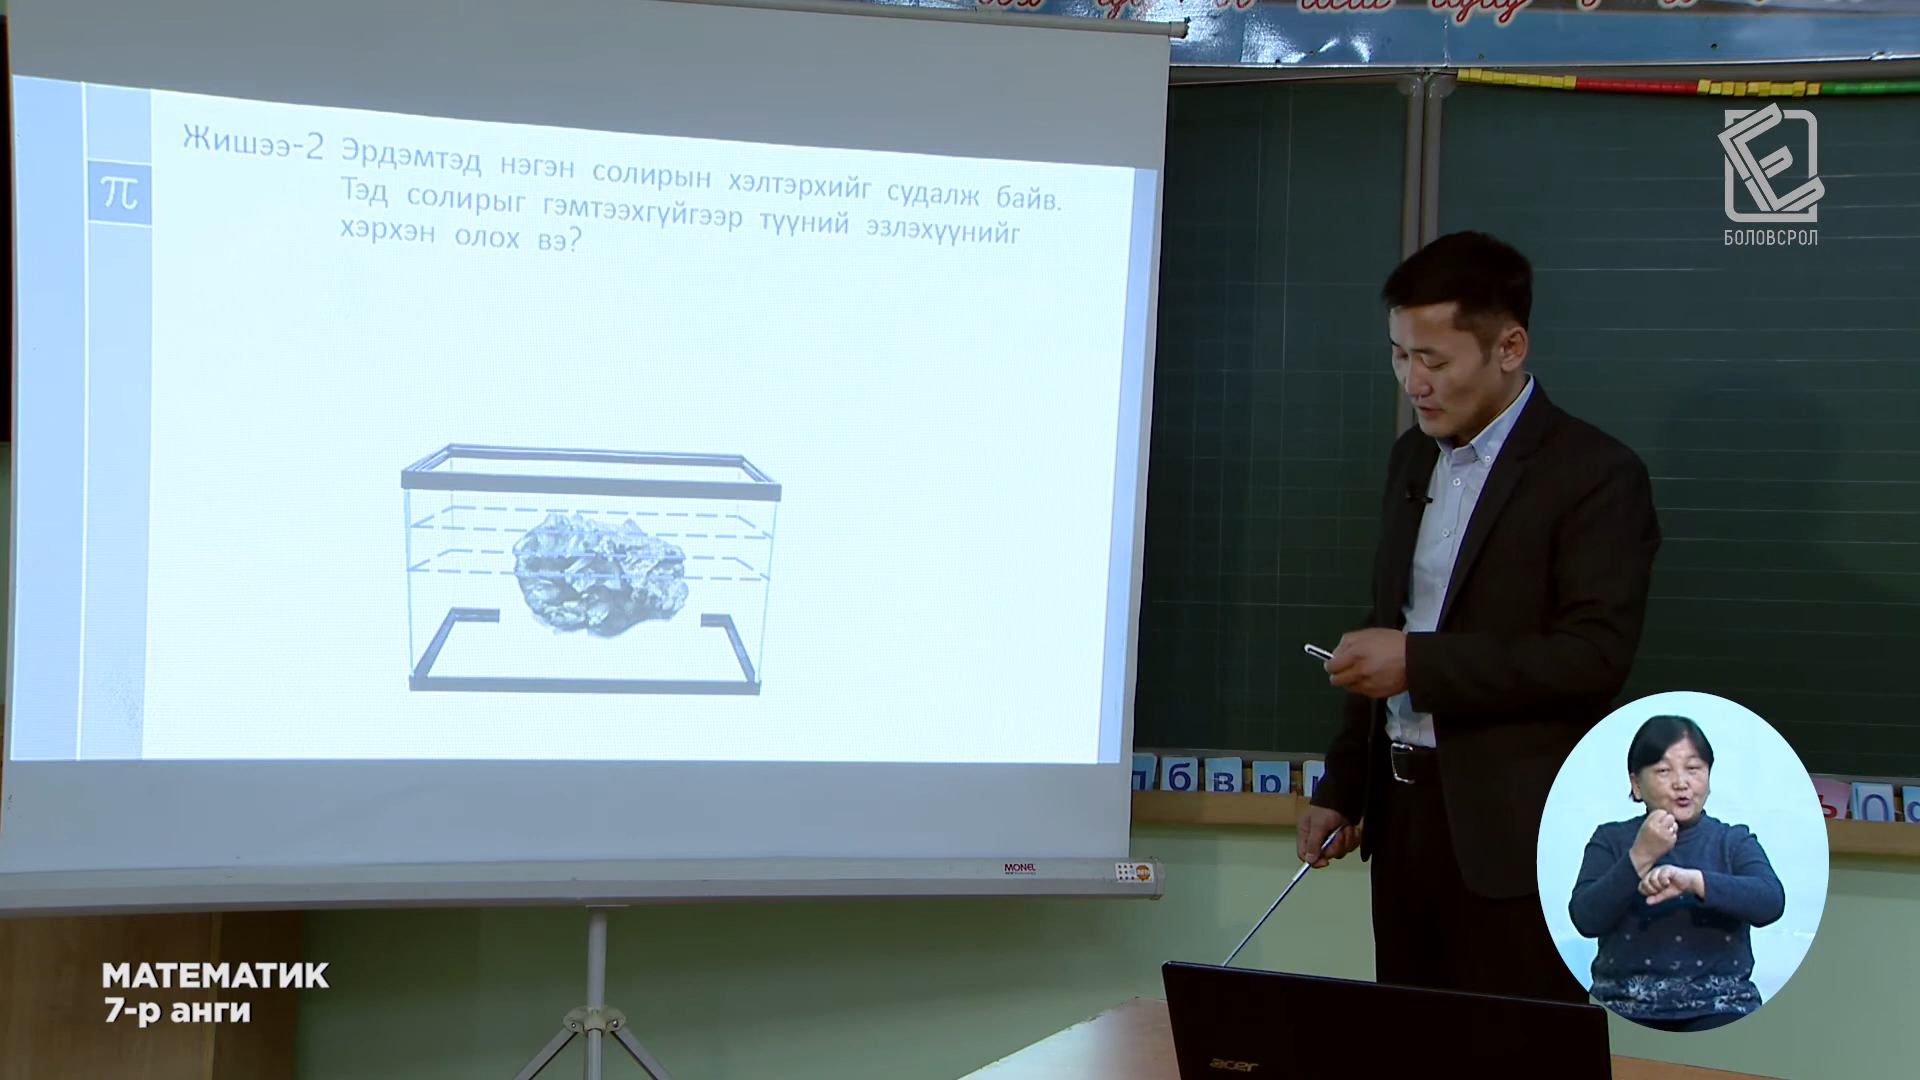 Жишээ-2 Эрдэмтэд нэгэн солирын хэлтэрхийг судалж байв.
Тэд солирыг гэмтээхгүйгээр түүний эзлэхүүнийг
хэрхэн олох вэ?
π
БОЛОВСРОЛ
б в р
MONEL
МАТЕМАТИК
7-р анги
acer